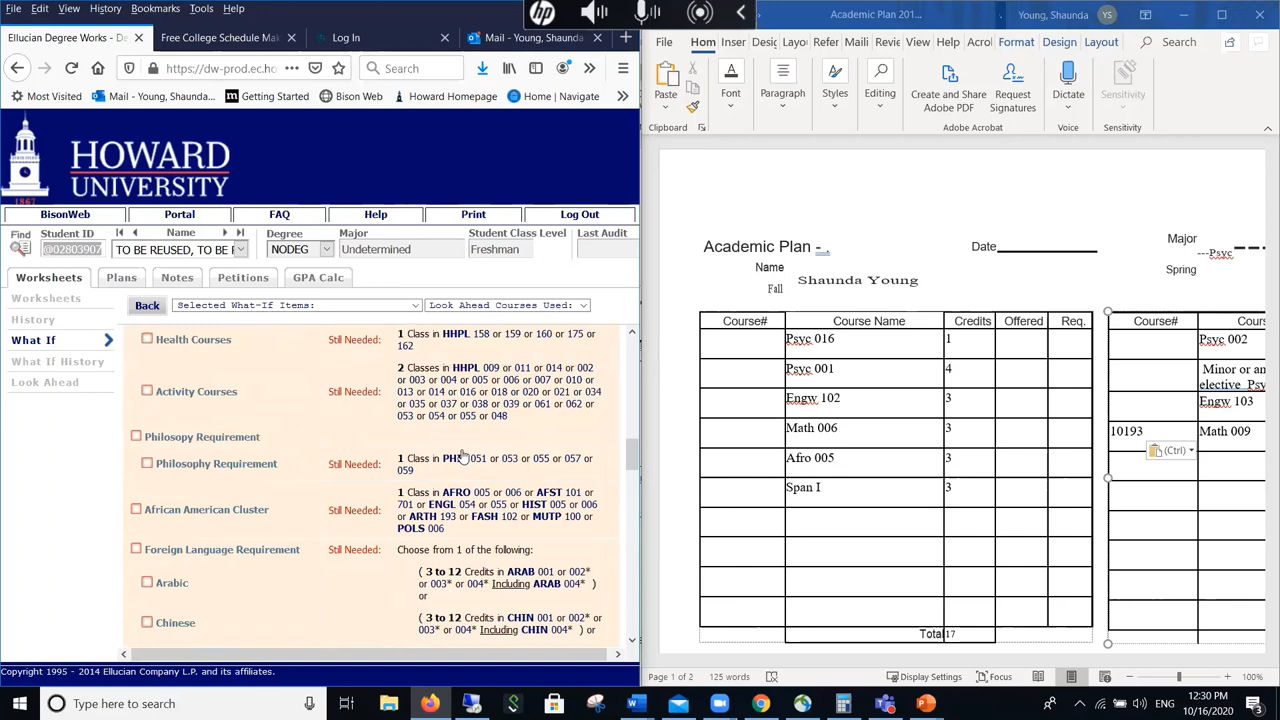 File Edit View History Bookmarks Tools Help
Ellucian Degree Works - De
Free College Schedule Mak
Log In
Mail - Young, Shaunda
https://dw-prod.ec.ho
Search
Most Visited
Mail - Young, Shaunda...
Getting Started
Bison Web
Howard Homepage
Home | Navigate
HOWARD
UNIVERSITY
1867
BisonWeb
Portal
FAQ
Help
Print
Log Out
Find
Student ID
Name
Degree
Major
Student Class Level
Last Audit
@02803907
TO BE REUSED, TO BE
NODEG
Undetermined
Freshman
Worksheets
Plans
Notes
Petitions
GPA Calc
Worksheets
History
What If
What If History
Look Ahead
Back
Selected What-If Items:
Look Ahead Courses Used:
Health Courses
Still Needed:
1 Class in HHPL 158 or 159 or 160 or 175 or
162
Activity Courses
Still Needed:
2 Classes in HHPL 009 or 011 or 014 or 002
or 003 or 004 or 005 or 006 or 007 or 010 or
013 or 014 or 016 or 018 or 020 or 021 or 034
or 035 or 037 or 038 or 039 or 061 or 062 or
053 or 054 or 055 or 048
Philosopy Requirement
Philosophy Requirement
Still Needed:
1 Class in 051 or 053 or 055 or 057 or
059
African American Cluster
Still Needed:
1 Class in AFRO 005 or 006 or AFST 101 or
701 or ENGL 054 or 055 or HIST 005 or 006
or ARTH 193 or FASH 102 or MUTP 100 or
POLS 006
Foreign Language Requirement
Still Needed:
Choose from 1 of the following:
Arabic
( 3 to 12 Credits in ARAB 001 or 002*
or 003* or 004* Including ARAB 004* )
or
Chinese
( 3 to 12 Credits in CHIN 001 or 002* or
003* or 004* Including CHIN 004* ) or
Copyright 1995 - 2014 Ellucian Company L.P. and its affiliates
hp
Academic Plan 201...
Young, Shaunda
YS
File Hom Inser Desig Layou Refer Maili Revie View Help Acrol Format Design Layout Search
Paste
Font
Paragraph
Styles
Editing
Create and Share
Adobe PDF
Request
Signatures
Dictate
Sensitivity
Clipboard
Adobe Acrobat
Voice
Sensitivity
Academic Plan - .
Date
Major
---Psyc
Name
Shaunda Young
Spring
Fall
Course# Course Name Credits Offered Req.
Psyc 016 1
Psyc 001 4
Engw 102 3
Math 006 3
Afro 005 3
Span I 3
Total 17
Course# Cours
Psyc 002
Minor or an
elective Psy
Engw 103
10193 Math 009
(Ctrl)
Page 1 of 2
125 words
Display Settings
Focus
100%
Type here to search
ENG
12:30 PM
10/16/2020